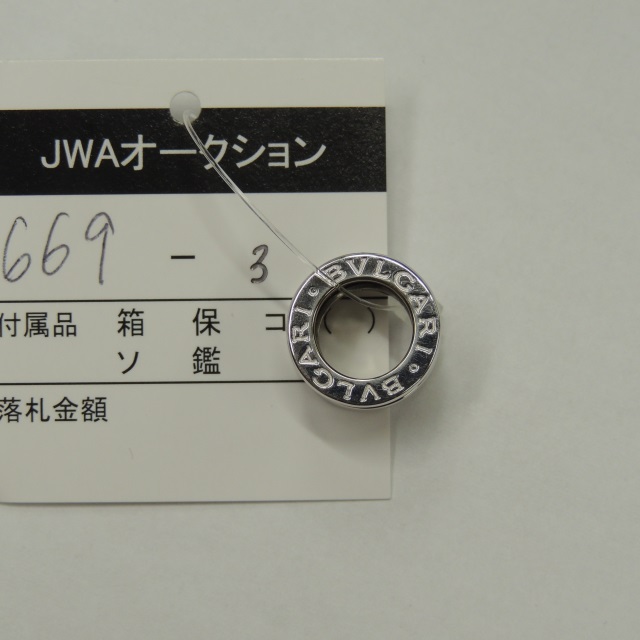 JWAオークション
669 - 3
付属品 箱 保 コ ( )
ソ 鑑
落札金額
BVLGARI • BVLGARI •